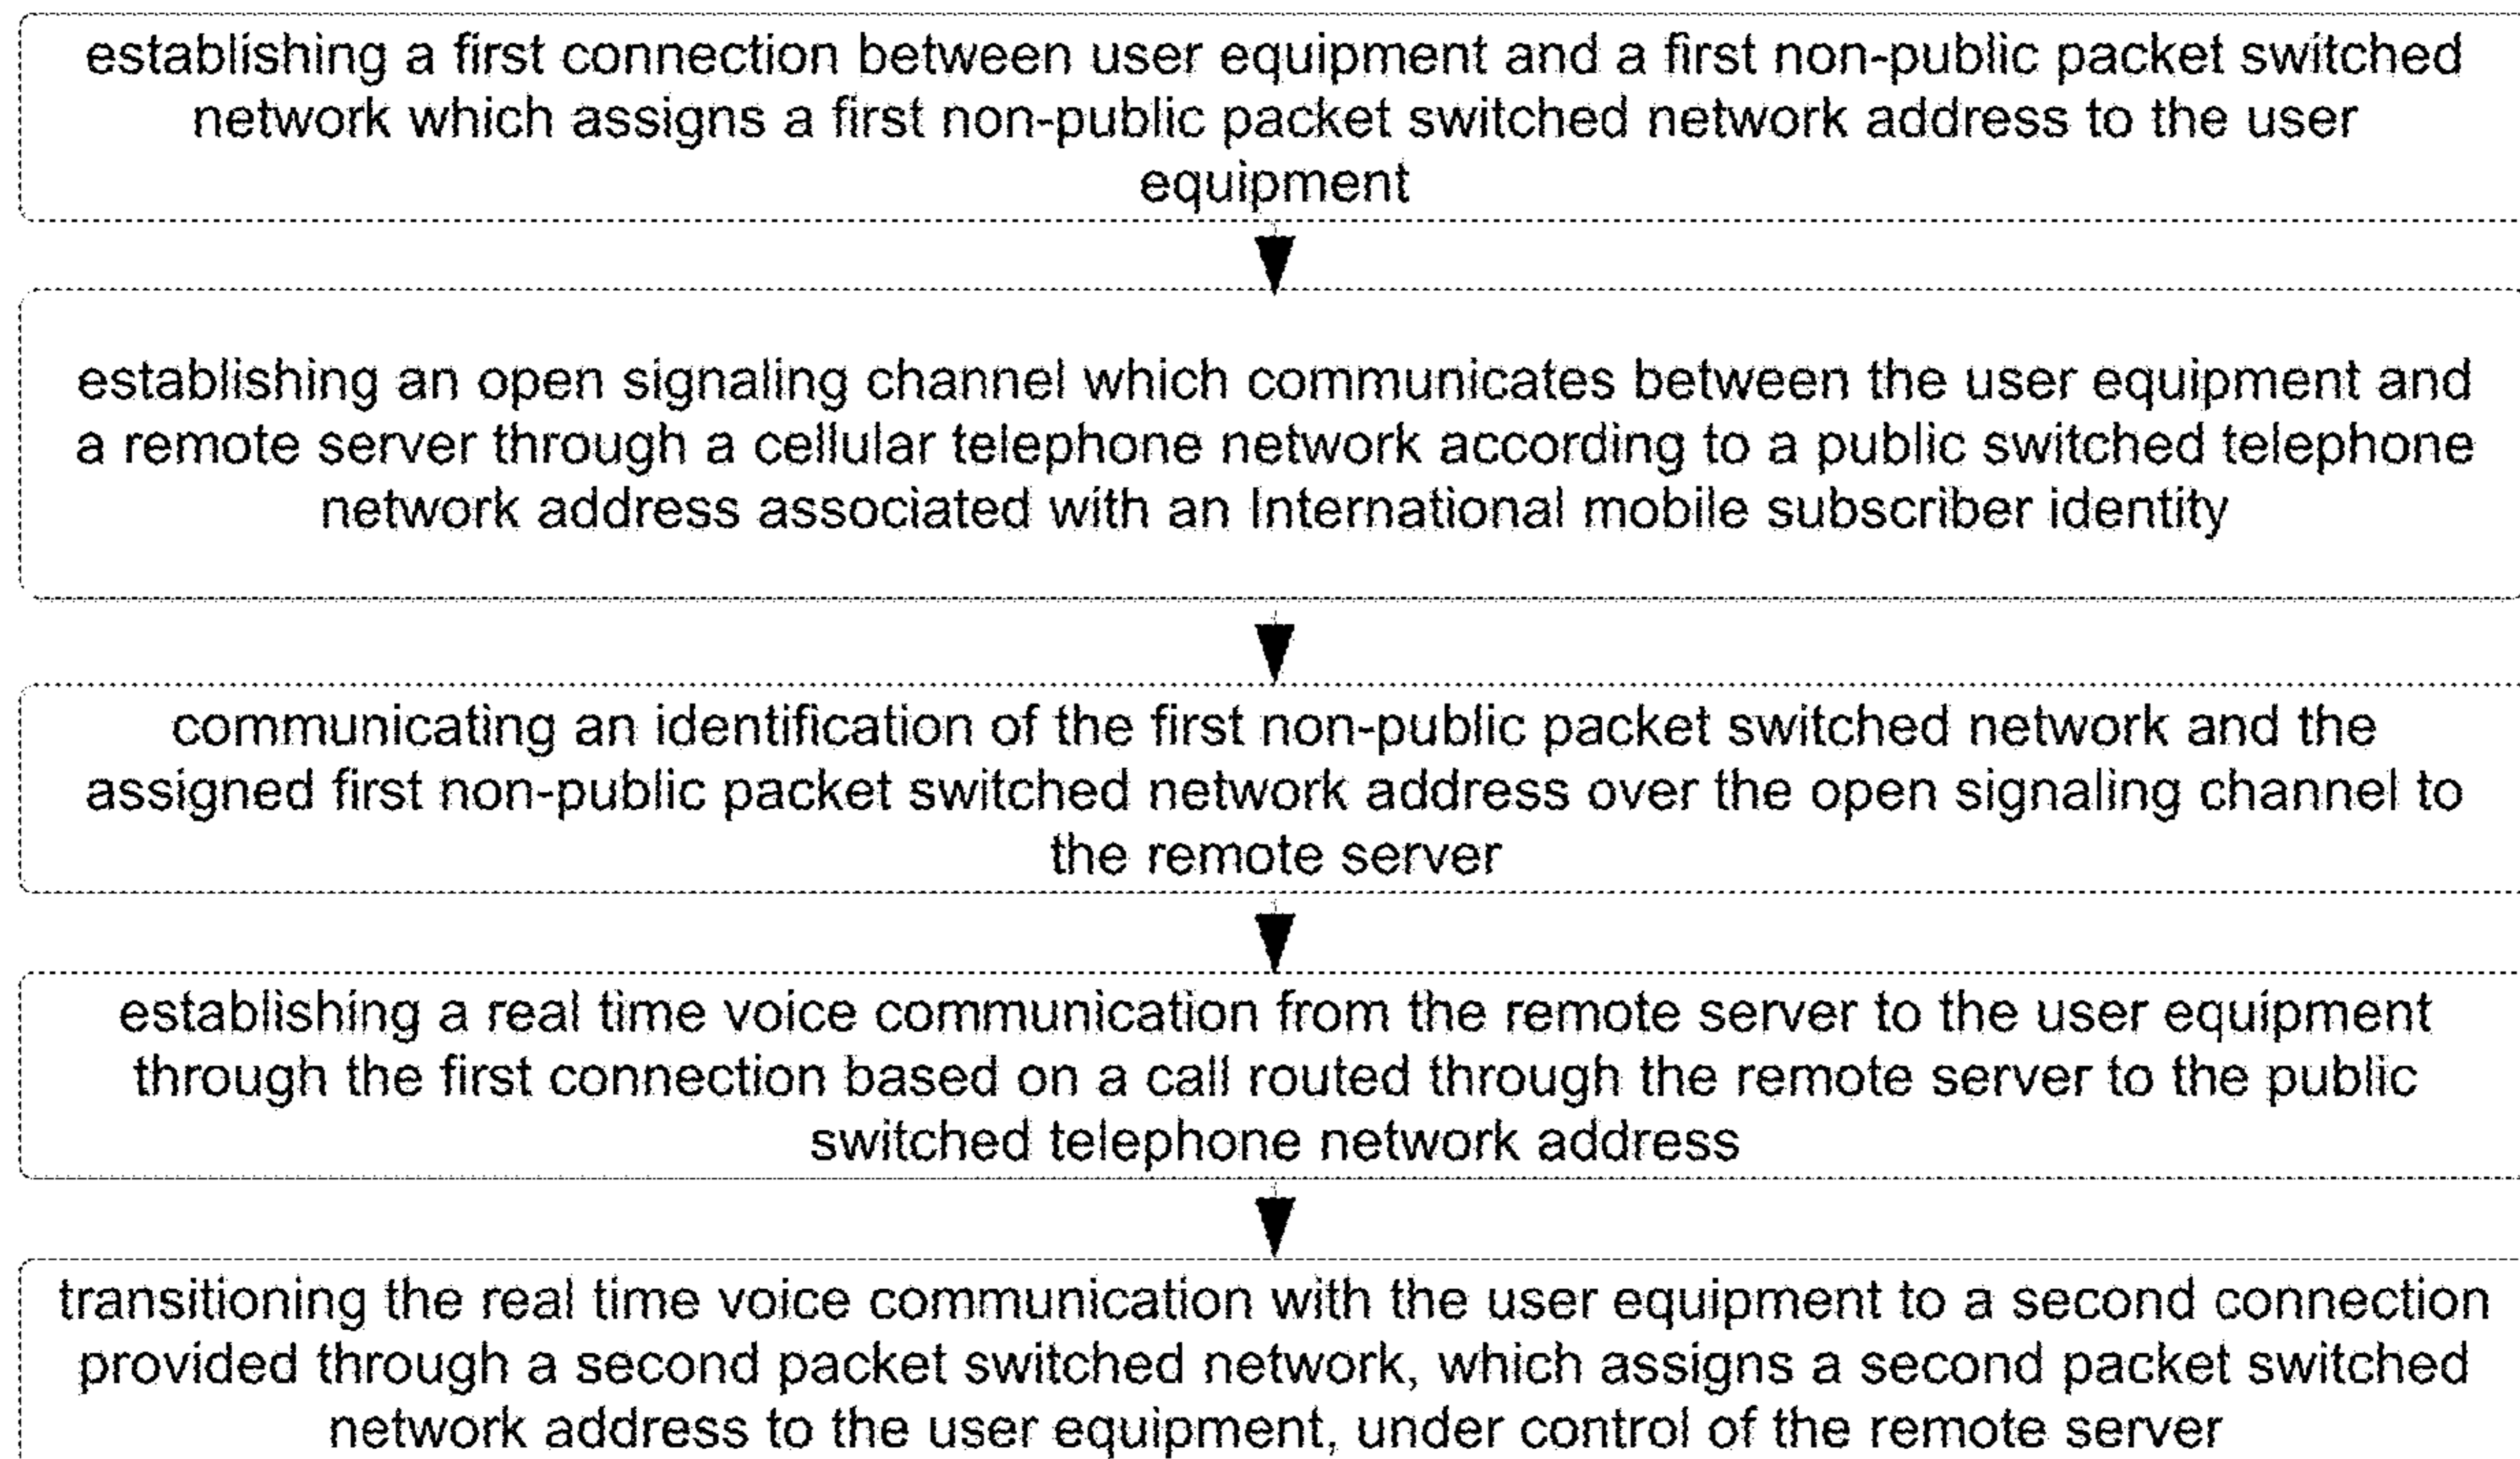 establishing a first connection between user equipment and a first non-public packet switched
network which assigns a first non-public packet switched network address to the user
equipment
establishing an open signaling channel which communicates between the user equipment and
a remote server through a cellular telephone network according to a public switched telephone
network address associated with an International mobile subscriber identity
communicating an identification of the first non-public packet switched network and the
assigned first non-public packet switched network address over the open signaling channel to
the remote server
establishing a real time voice communication from the remote server to the user equipment
through the first connection based on a call routed through the remote server to the public
switched telephone network address
transitioning the real time voice communication with the user equipment to a second connection
provided through a second packet switched network, which assigns a second packet switched
network address to the user equipment, under control of the remote server